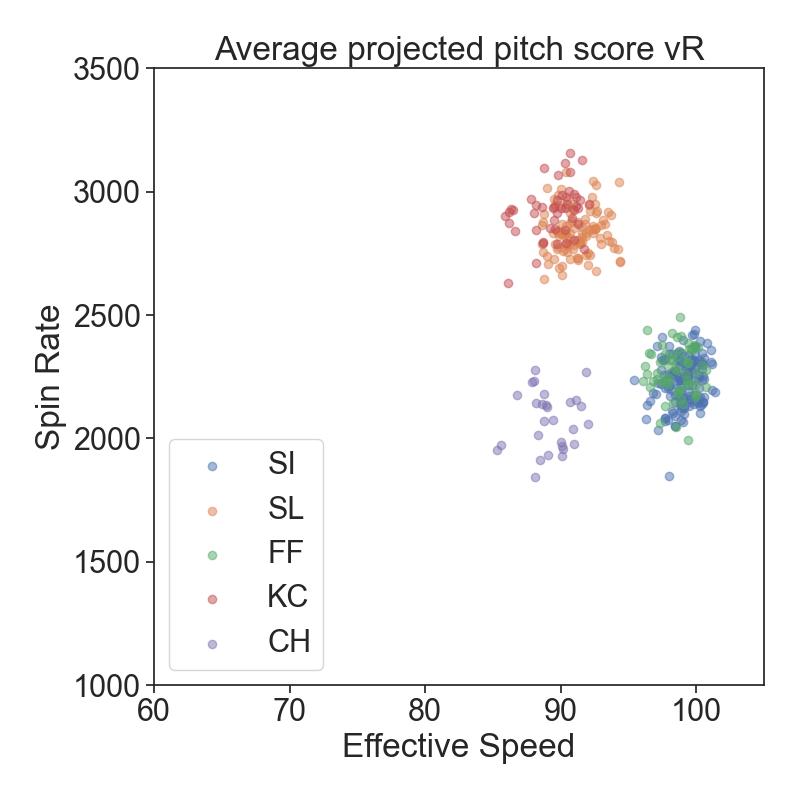 Average projected pitch score vR
3500
3000
2500
2000
1500
1000
Spin Rate
SI
SL
FF
KC
CH
60 70 80 90 100
Effective Speed